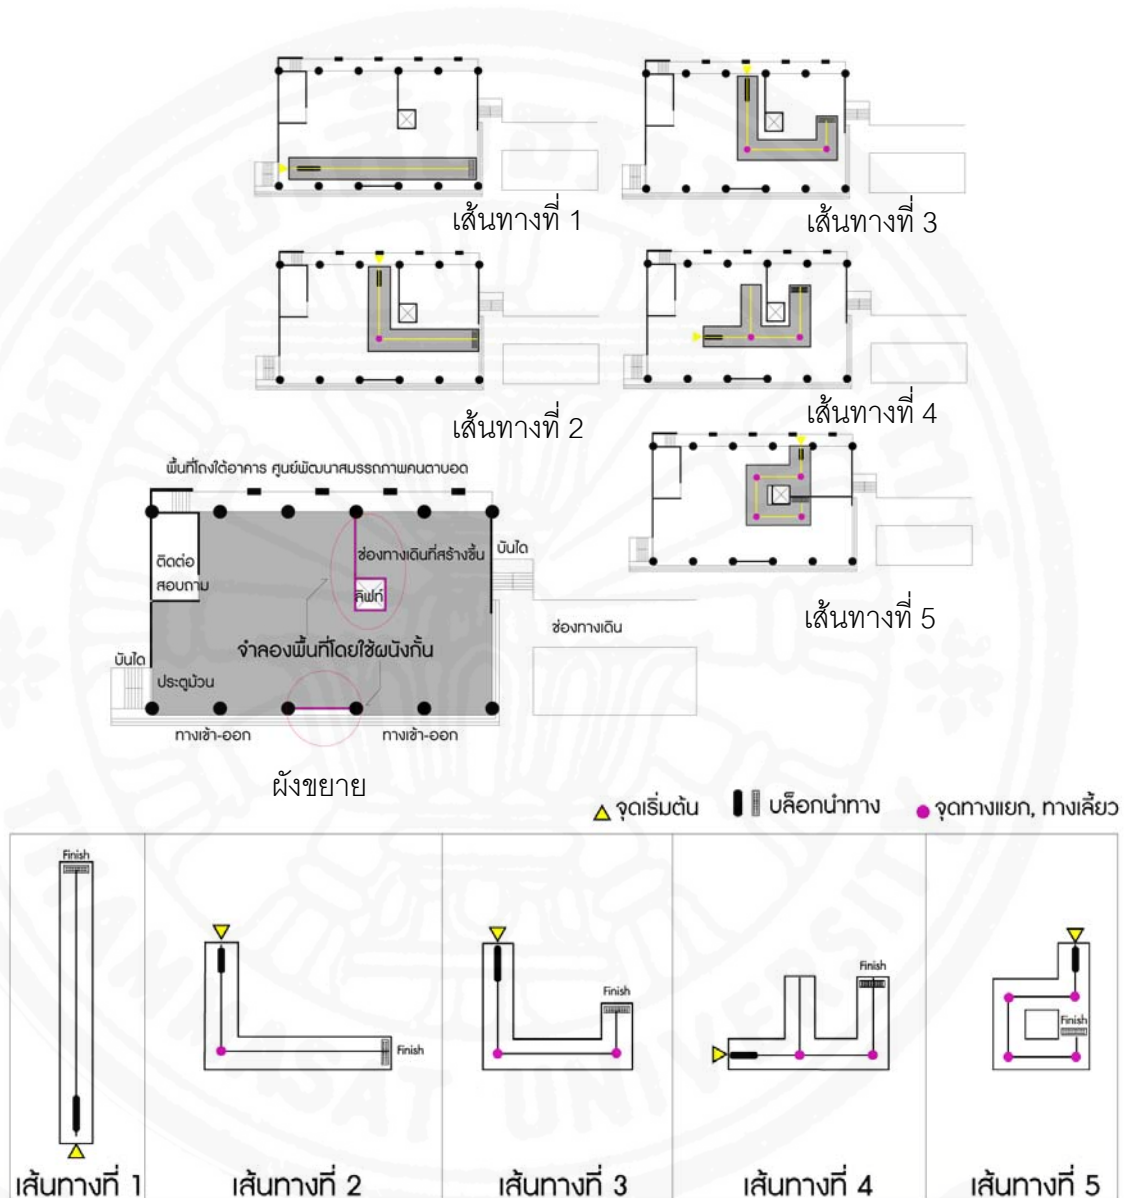 เส้นทางที่ 1
เส้นทางที่ 3
เส้นทางที่ 2
เส้นทางที่ 4
พื้นที่โถงใต้อาคาร ศูนย์พัฒนาสมรรถภาพคนตาบอด
ติดต่อ
สอบถาม
ช่องทางเดินที่สร้างขึ้น
บันได
ลิฟท์
เส้นทางที่ 5
ช่องทางเดิน
จำลองพื้นที่โดยใช้ผนังกั้น
บันได
ประตูม้วน
ทางเข้า-ออก
ทางเข้า-ออก
ผังขยาย
จุดเริ่มต้น
บล็อกนำทาง
จุดทางแยก, ทางเลี้ยว
Finish
Finish
Finish
Finish
Finish
เส้นทางที่ 1
เส้นทางที่ 2
เส้นทางที่ 3
เส้นทางที่ 4
เส้นทางที่ 5
THAMMASAT UNIVERSITY